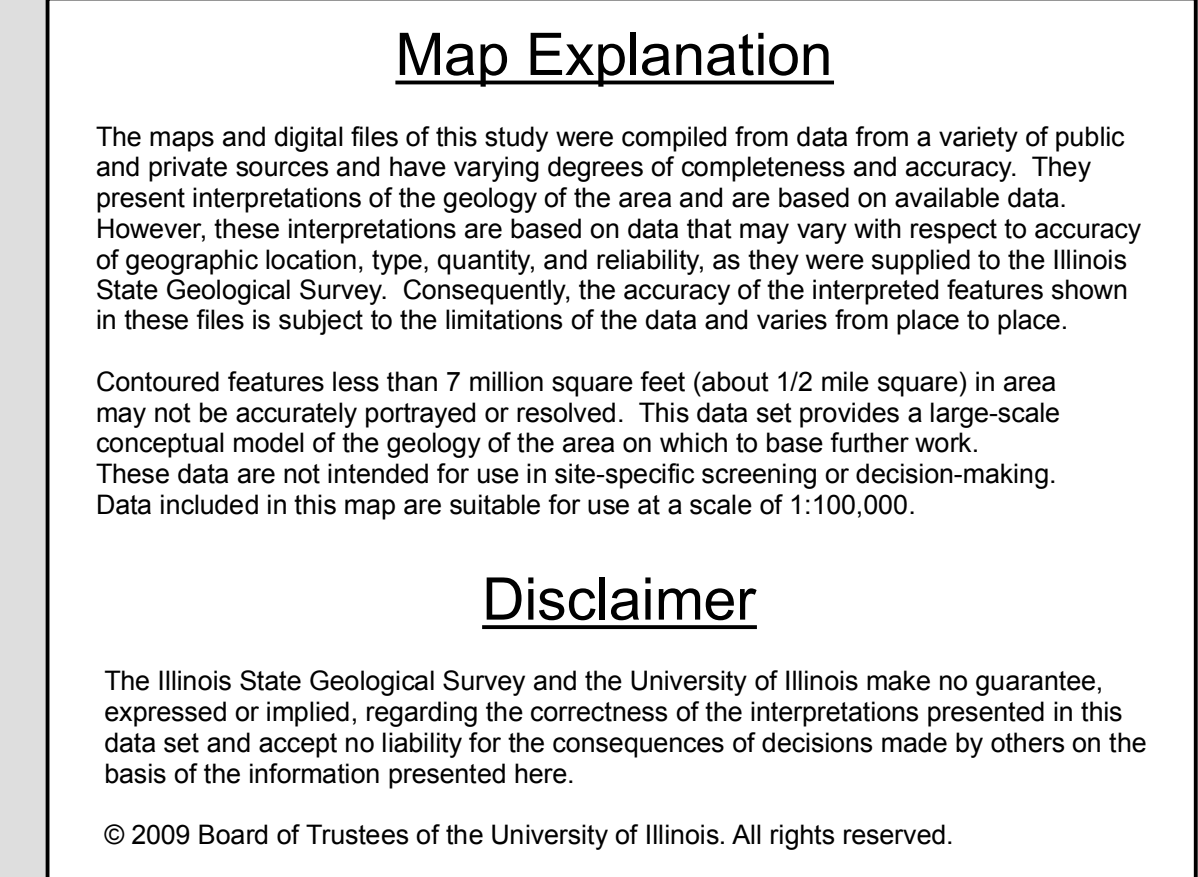 Map Explanation
The maps and digital files of this study were compiled from data from a variety of public
and private sources and have varying degrees of completeness and accuracy.  They
present interpretations of the geology of the area and are based on available data.
However, these interpretations are based on data that may vary with respect to accuracy
of geographic location, type, quantity, and reliability, as they were supplied to the Illinois
State Geological Survey.  Consequently, the accuracy of the interpreted features shown
in these files is subject to the limitations of the data and varies from place to place.
Contoured features less than 7 million square feet (about 1/2 mile square) in area
may not be accurately portrayed or resolved.  This data set provides a large-scale
conceptual model of the geology of the area on which to base further work.
These data are not intended for use in site-specific screening or decision-making.
Data included in this map are suitable for use at a scale of 1:100,000.
Disclaimer
The Illinois State Geological Survey and the University of Illinois make no guarantee,
expressed or implied, regarding the correctness of the interpretations presented in this
data set and accept no liability for the consequences of decisions made by others on the
basis of the information presented here.
© 2009 Board of Trustees of the University of Illinois. All rights reserved.